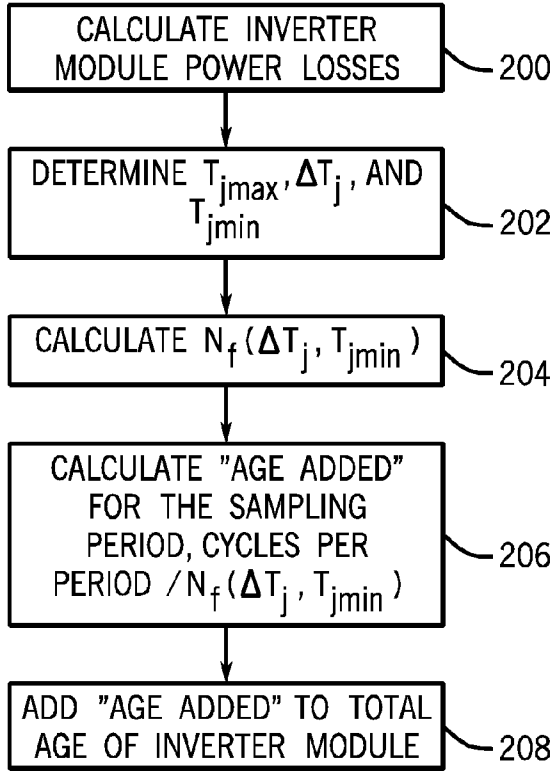 CALCULATE INVERTER
MODULE POWER LOSSES
200
DETERMINE Tjmax, ΔTj, AND
Tjmin
202
CALCULATE Nf(ΔTj, Tjmin)
204
CALCULATE "AGE ADDED"
FOR THE SAMPLING
PERIOD, CYCLES PER
PERIOD /Nf(ΔTj, Tjmin)
206
ADD "AGE ADDED" TO TOTAL
AGE OF INVERTER MODULE
208